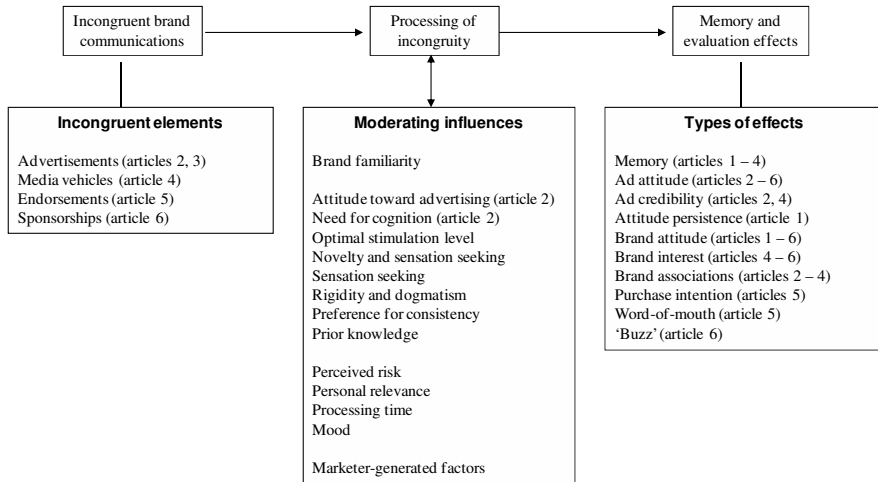 Incongruent brand
communications
Processing of
incongruity
Memory and
evaluation effects
Incongruent elements
Advertisements (articles 2, 3)
Media vehicles (article 4)
Endorsements (article 5)
Sponsorships (article 6)
Moderating influences
Brand familiarity
Attitude toward advertising (article 2)
Need for cognition (article 2)
Optimal stimulation level
Novelty and sensation seeking
Sensation seeking
Rigidity and dogmatism
Preference for consistency
Prior knowledge
Perceived risk
Personal relevance
Processing time
Mood
Marketer-generated factors
Types of effects
Memory (articles 1 – 4)
Ad attitude (articles 2 – 6)
Ad credibility (articles 2, 4)
Attitude persistence (article 1)
Brand attitude (articles 1 – 6)
Brand interest (articles 4 – 6)
Brand associations (articles 2 – 4)
Purchase intention (articles 5)
Word-of-mouth (article 5)
‘Buzz’ (article 6)